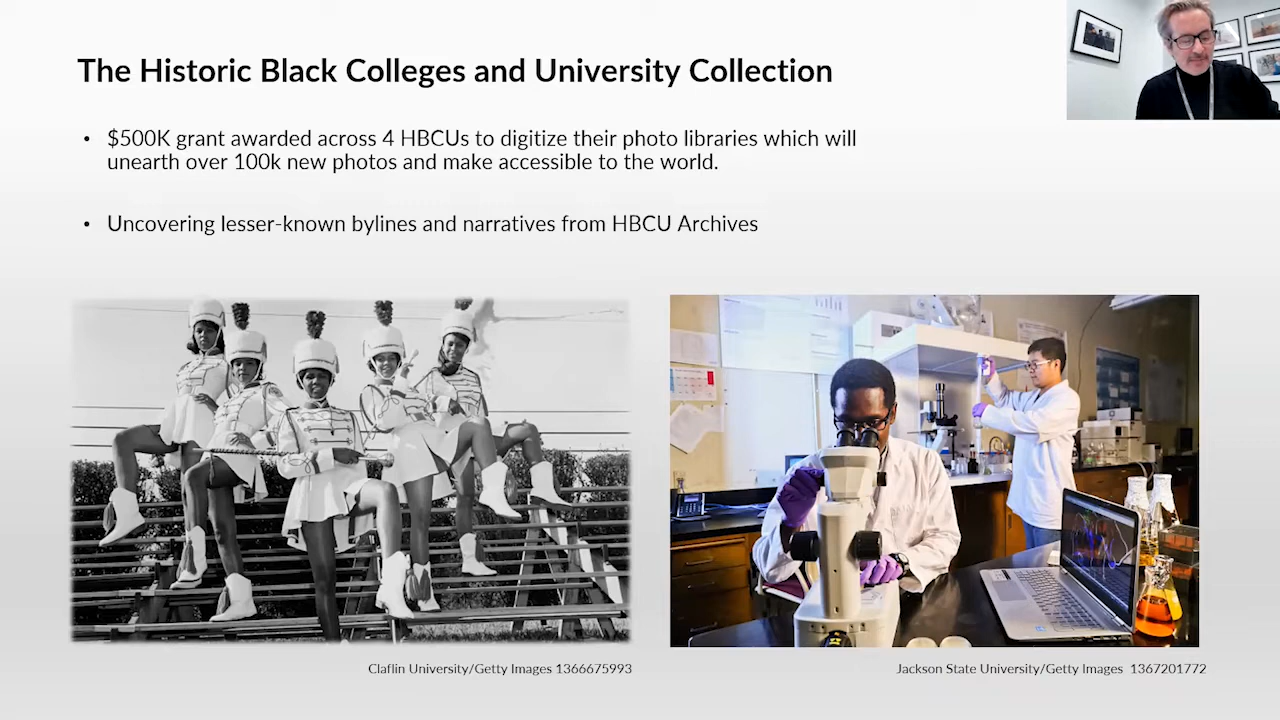 The Historic Black Colleges and University Collection
• $500K grant awarded across 4 HBCUs to digitize their photo libraries which will
unearth over 100k new photos and make accessible to the world.
• Uncovering lesser-known bylines and narratives from HBCU Archives
Claflin University/Getty Images 1366675993
Jackson State University/Getty Images 1367201772